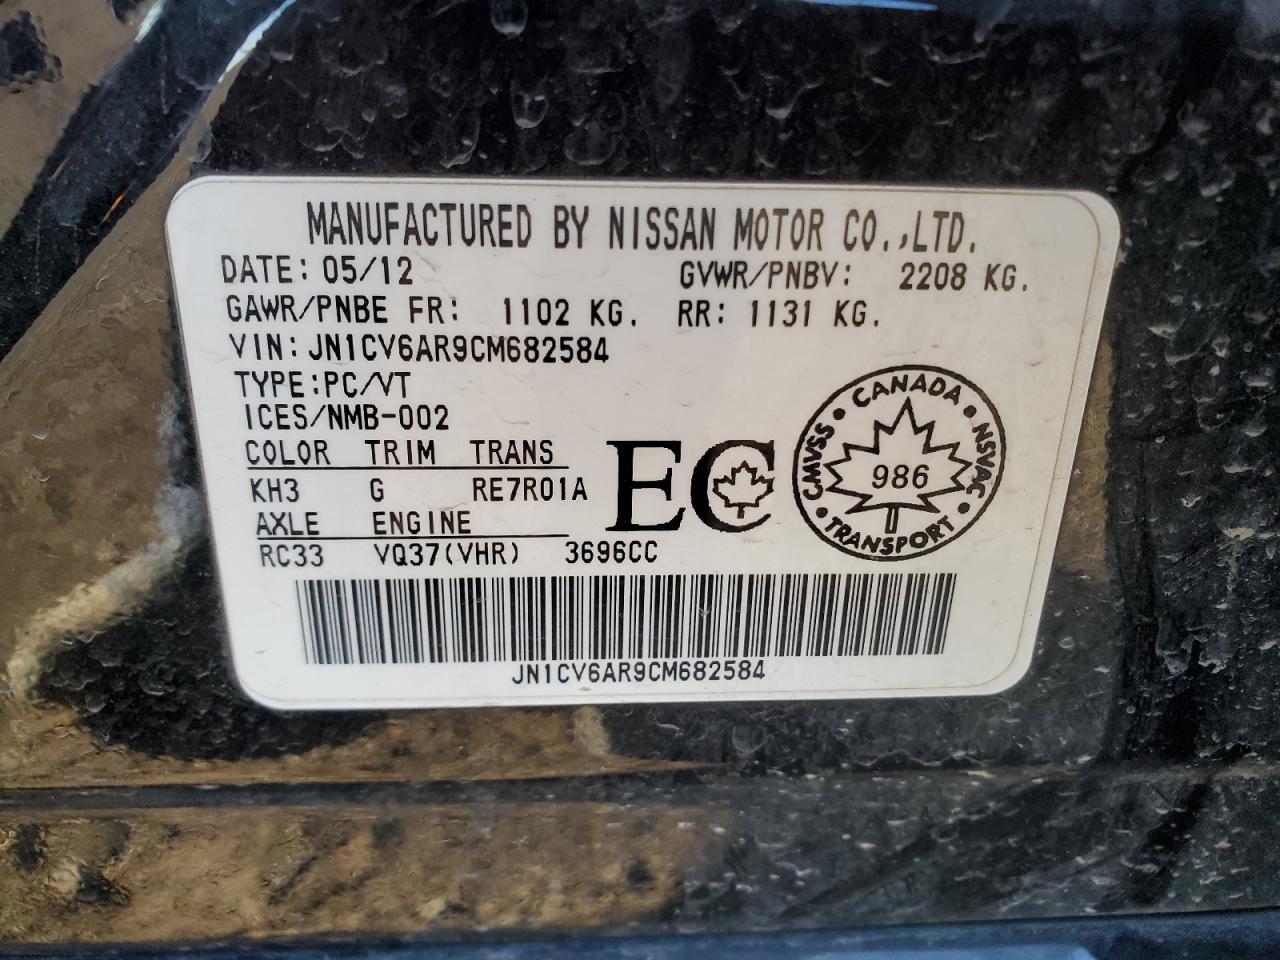 MANUFACTURED BY NISSAN MOTOR CO.,LTD.
DATE: 05/12 GVWR/PNBV: 2208 KG.
GAWR/PNBE FR: 1102 KG. RR: 1131 KG.
VIN: JN1CV6AR9CM682584
TYPE:PC/VT
ICES/NMB-002
COLOR TRIM TRANS
KH3 G RE7R01A
AXLE ENGINE
RC33 VQ37(VHR) 3696CC
EC
CANADA • NSVAC • TRANSPORT • CMVSS •
986
JN1CV6AR9CM682584